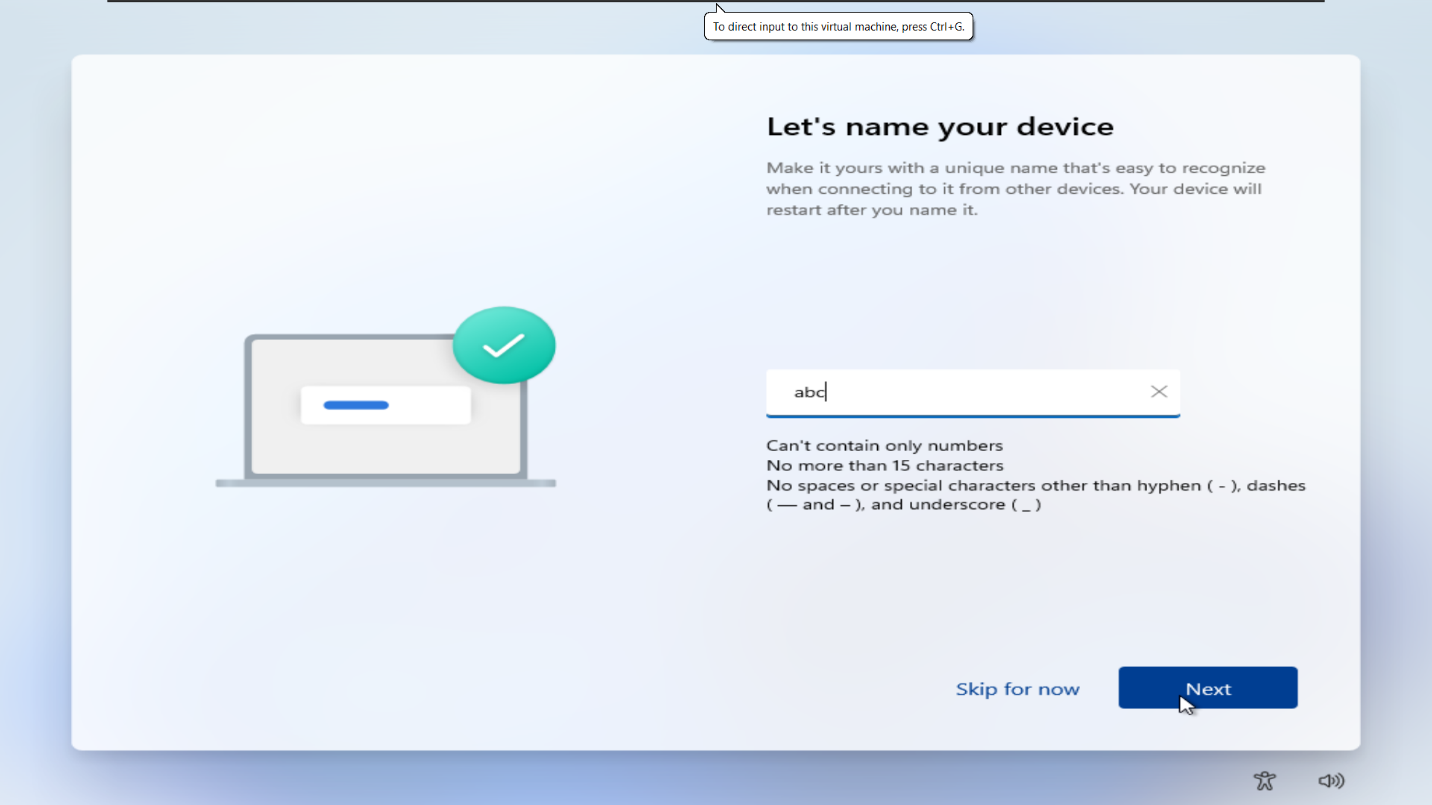 To direct input to this virtual machine, press Ctrl+G.
Let's name your device
Make it yours with a unique name that's easy to recognize
when connecting to it from other devices. Your device will
restart after you name it.
abc
Can't contain only numbers
No more than 15 characters
No spaces or special characters other than hyphen ( - ), dashes
( — and – ), and underscore ( _ )
Skip for now
Next